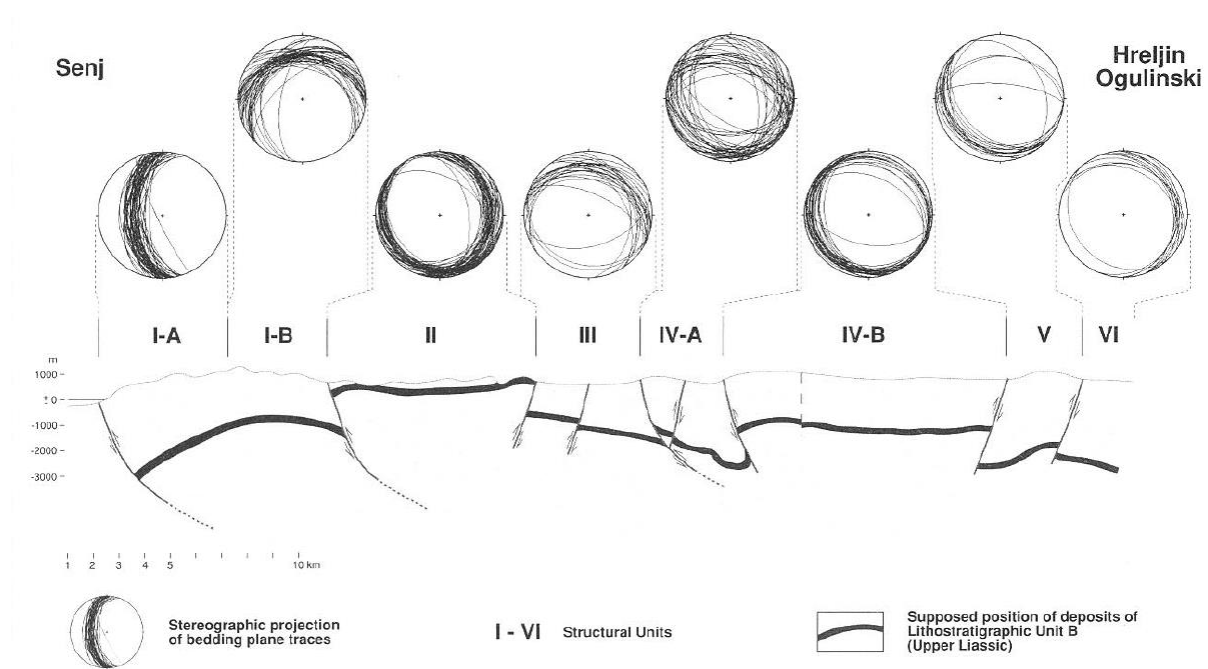 Senj
Hreljin
Ogulinski
I-A
I-B
II
III
IV-A
IV-B
V
VI
m
1000
± 0
-1000
-2000
-3000
1 2 3 4 5 10 km
Stereographic projection
of bedding plane traces
I - VI Structural Units
Supposed position of deposits of
Lithostratigraphic Unit B
(Upper Liassic)